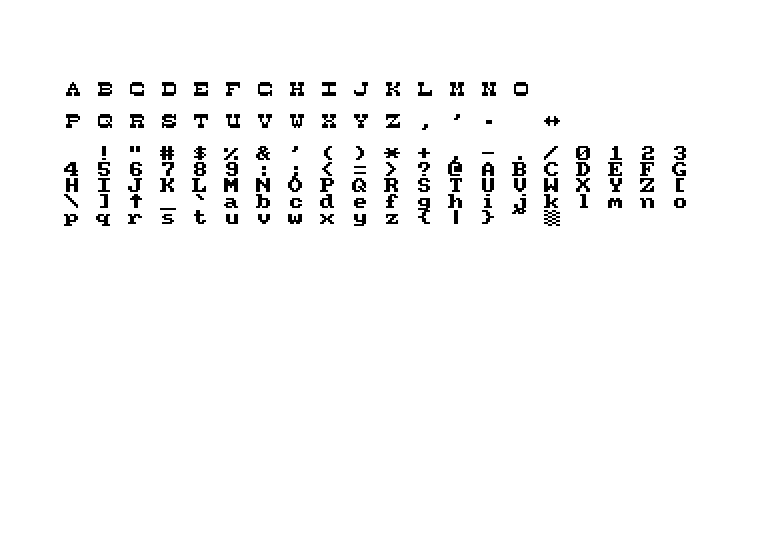 A B C D E F G H I J K L M N O
P Q R S T U V W X Y Z , ' - ↔
! " # $ % & ' ( ) * + , - . / 0 1 2 3
4 5 6 7 8 9 : ; < = > ? @ A B C D E F G
H I J K L M N O P Q R S T U V W X Y Z [
\ ] ↑ _ ` a b c d e f g h i j k l m n o
p q r s t u v w x y z { | } ~ ▒